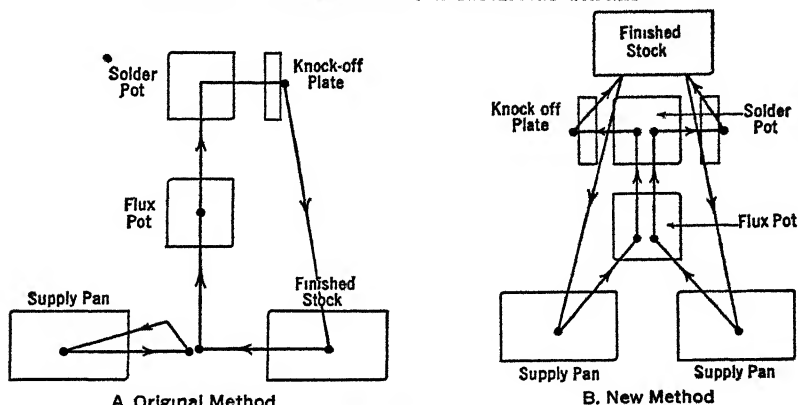 Solder
Pot
Knock-off
Plate
Flux
Pot
Supply Pan
Finished
Stock
A. Original Method
Finished
Stock
Knock off
Plate
Solder
Pot
Flux Pot
Supply Pan
Supply Pan
B. New Method